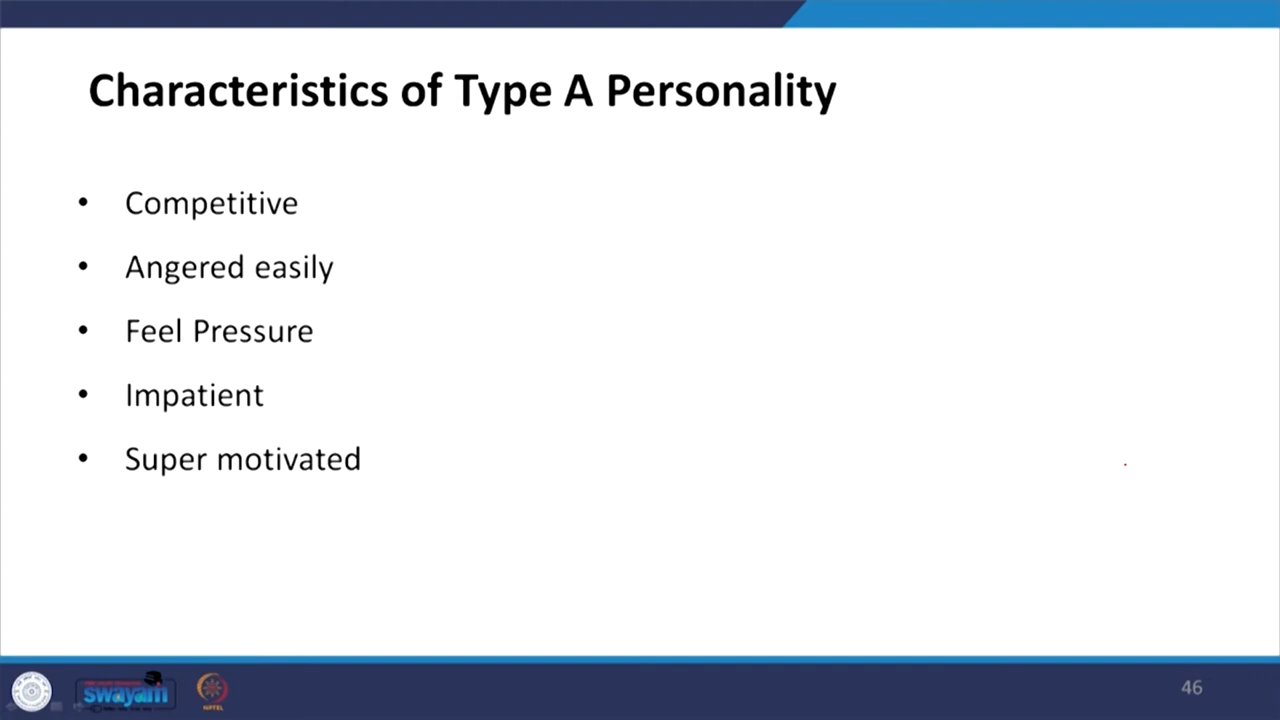 Characteristics of Type A Personality
• Competitive
• Angered easily
• Feel Pressure
• Impatient
• Super motivated
swayam
NPTEL
46